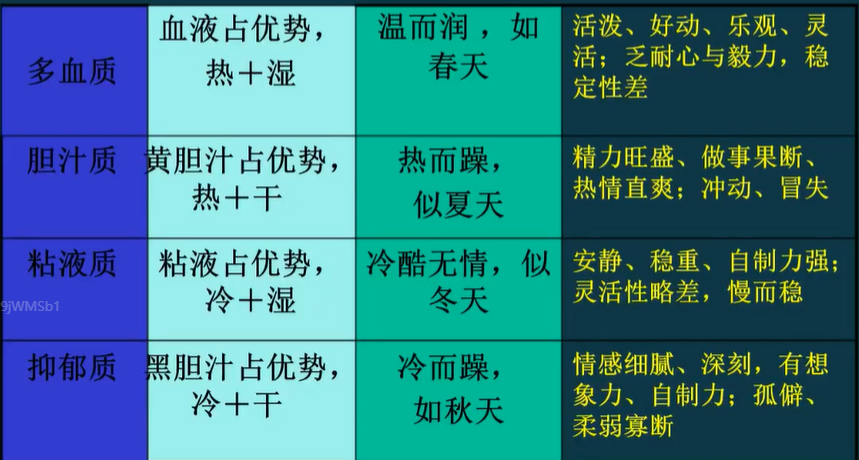 多血质
血液占优势，
热＋湿
温而润 ，如
春天
活泼、好动、乐观、灵
活；乏耐心与毅力，稳
定性差
胆汁质
黄胆汁占优势，
热＋干
热而躁，
似夏天
精力旺盛、做事果断、
热情直爽；冲动、冒失
粘液质
粘液占优势，
冷＋湿
冷酷无情，似
冬天
安静、稳重、自制力强；
灵活性略差，慢而稳
9jWMSb1
抑郁质
黑胆汁占优势，
冷＋干
冷而躁，
如秋天
情感细腻、深刻，有想
象力、自制力；孤僻、
柔弱寡断